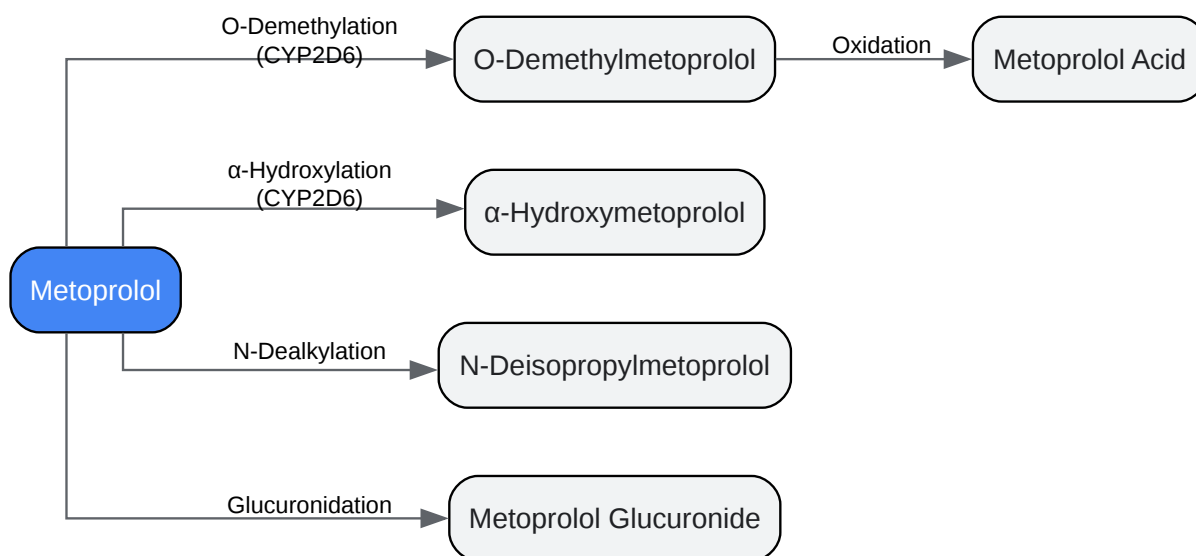 O-Demethylation
(CYP2D6)
O-Demethylmetoprolol
Oxidation
Metoprolol Acid
α-Hydroxylation
(CYP2D6)
α-Hydroxymetoprolol
Metoprolol
N-Dealkylation
N-Deisopropylmetoprolol
Glucuronidation
Metoprolol Glucuronide